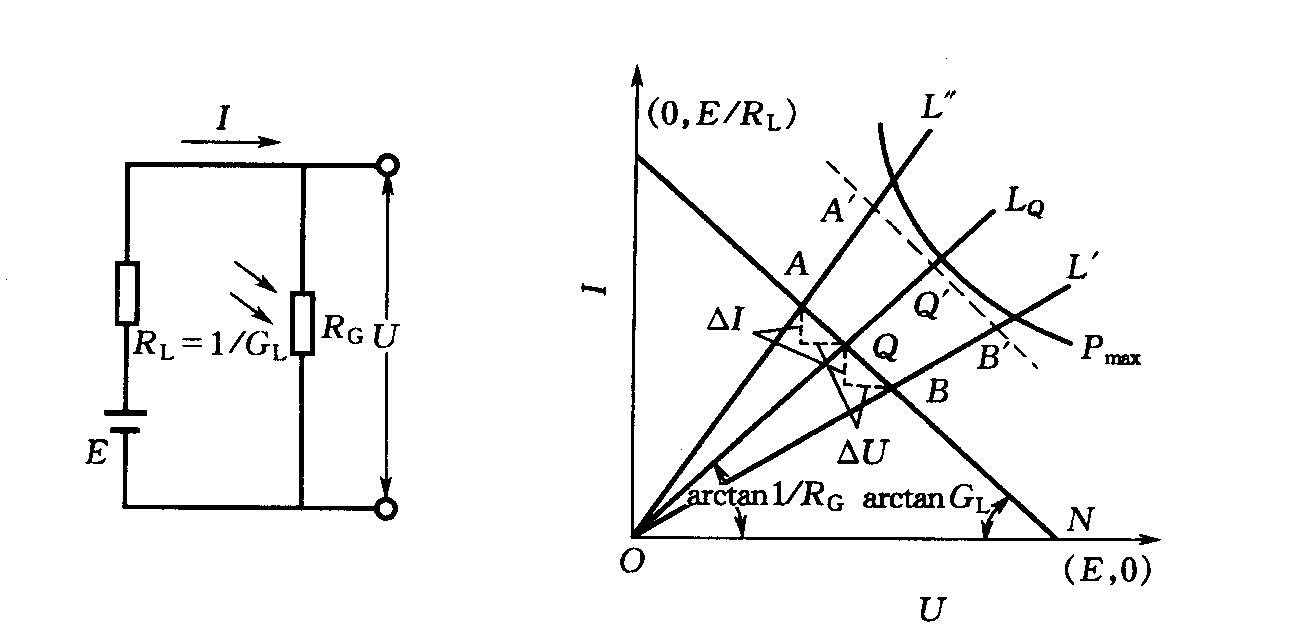 I
R_L = 1/G_L
R_G
U
E
I
(0, E/R_L)
L″
A′
L_Q
A
L′
ΔI
Q′
Q
B′
P_max
B
ΔU
arctan 1/R_G
arctan G_L
N
O
(E,0)
U